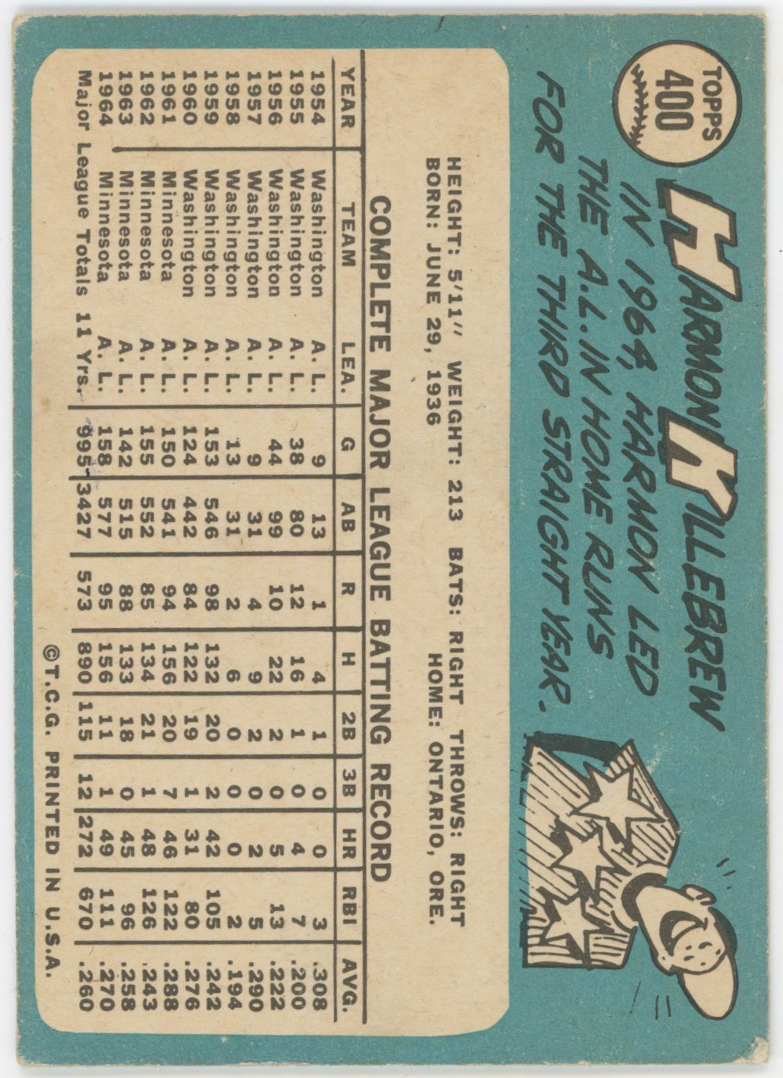 TOPPS
400
HARMON KILLEBREW
IN 1964, HARMON LED
THE A.L. IN HOME RUNS
FOR THE THIRD STRAIGHT YEAR.
HEIGHT: 5'11" WEIGHT: 213 BATS: RIGHT THROWS: RIGHT
BORN: JUNE 29, 1936 HOME: ONTARIO, ORE.
COMPLETE MAJOR LEAGUE BATTING RECORD
YEAR TEAM LEA. G AB R H 2B 3B HR RBI AVG.
1954 Washington A. L. 9 13 1 4 1 0 0 3 .308
1955 Washington A. L. 38 80 12 16 1 0 4 7 .200
1956 Washington A. L. 44 99 10 22 2 0 5 13 .222
1957 Washington A. L. 9 31 4 9 2 0 2 5 .290
1958 Washington A. L. 13 31 2 6 0 0 0 2 .194
1959 Washington A. L. 153 546 98 132 20 2 42 105 .242
1960 Washington A. L. 124 442 84 122 19 1 31 80 .276
1961 Minnesota A. L. 150 541 94 156 20 7 46 122 .288
1962 Minnesota A. L. 155 552 85 134 21 1 48 126 .243
1963 Minnesota A. L. 142 515 88 133 18 0 45 96 .258
1964 Minnesota A. L. 158 577 95 156 11 1 49 111 .270
Major League Totals 11 Yrs. 995 3427 573 890 115 12 272 670 .260
©T.C.G. PRINTED IN U.S.A.